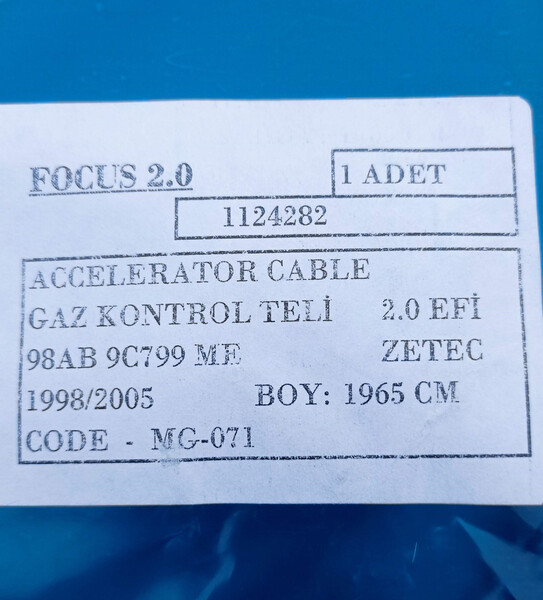 FOCUS 2.0
1 ADET
1124282
ACCELERATOR CABLE
GAZ KONTROL TELİ 2.0 EFİ
98AB 9C799 ME ZETEC
1998/2005 BOY: 1965 CM
CODE - MG-071